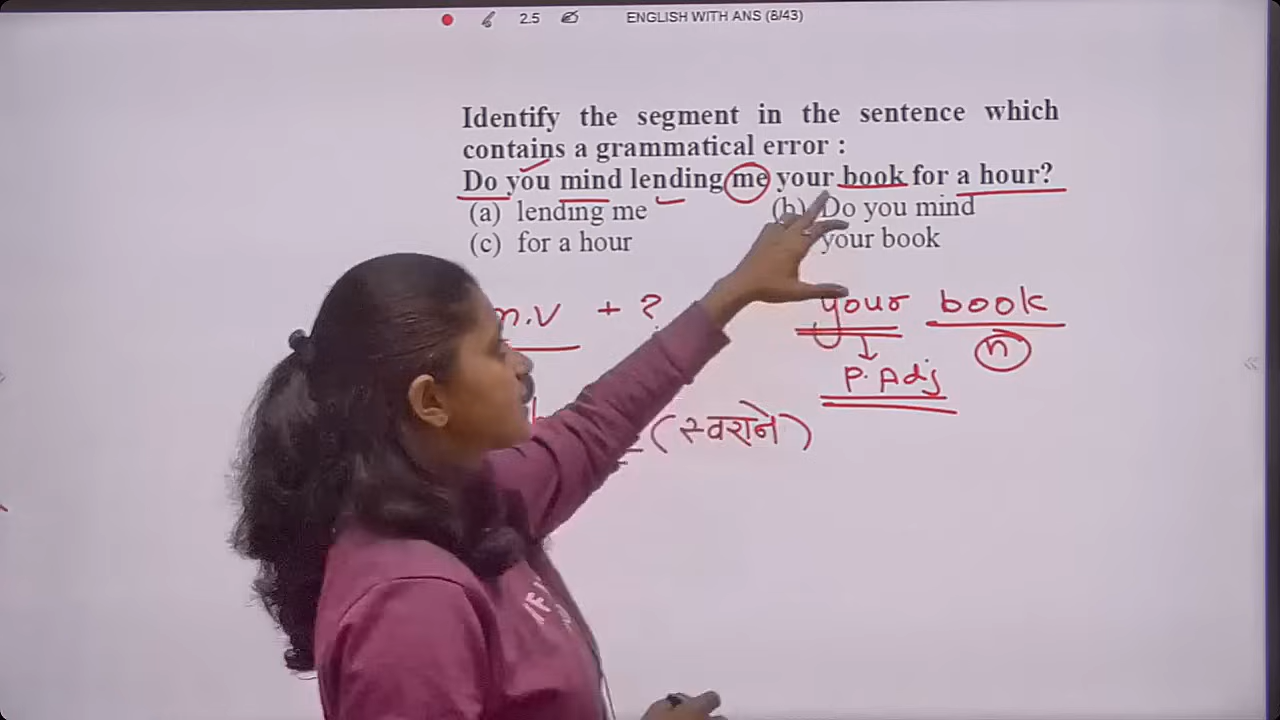 2.5 ENGLISH WITH ANS (8/43)
Identify the segment in the sentence which
contains a grammatical error :
Do you mind lending me your book for a hour?
(a) lending me (b) Do you mind
(c) for a hour your book
m.v + ? your book
n
P. Adj
(स्वराने)